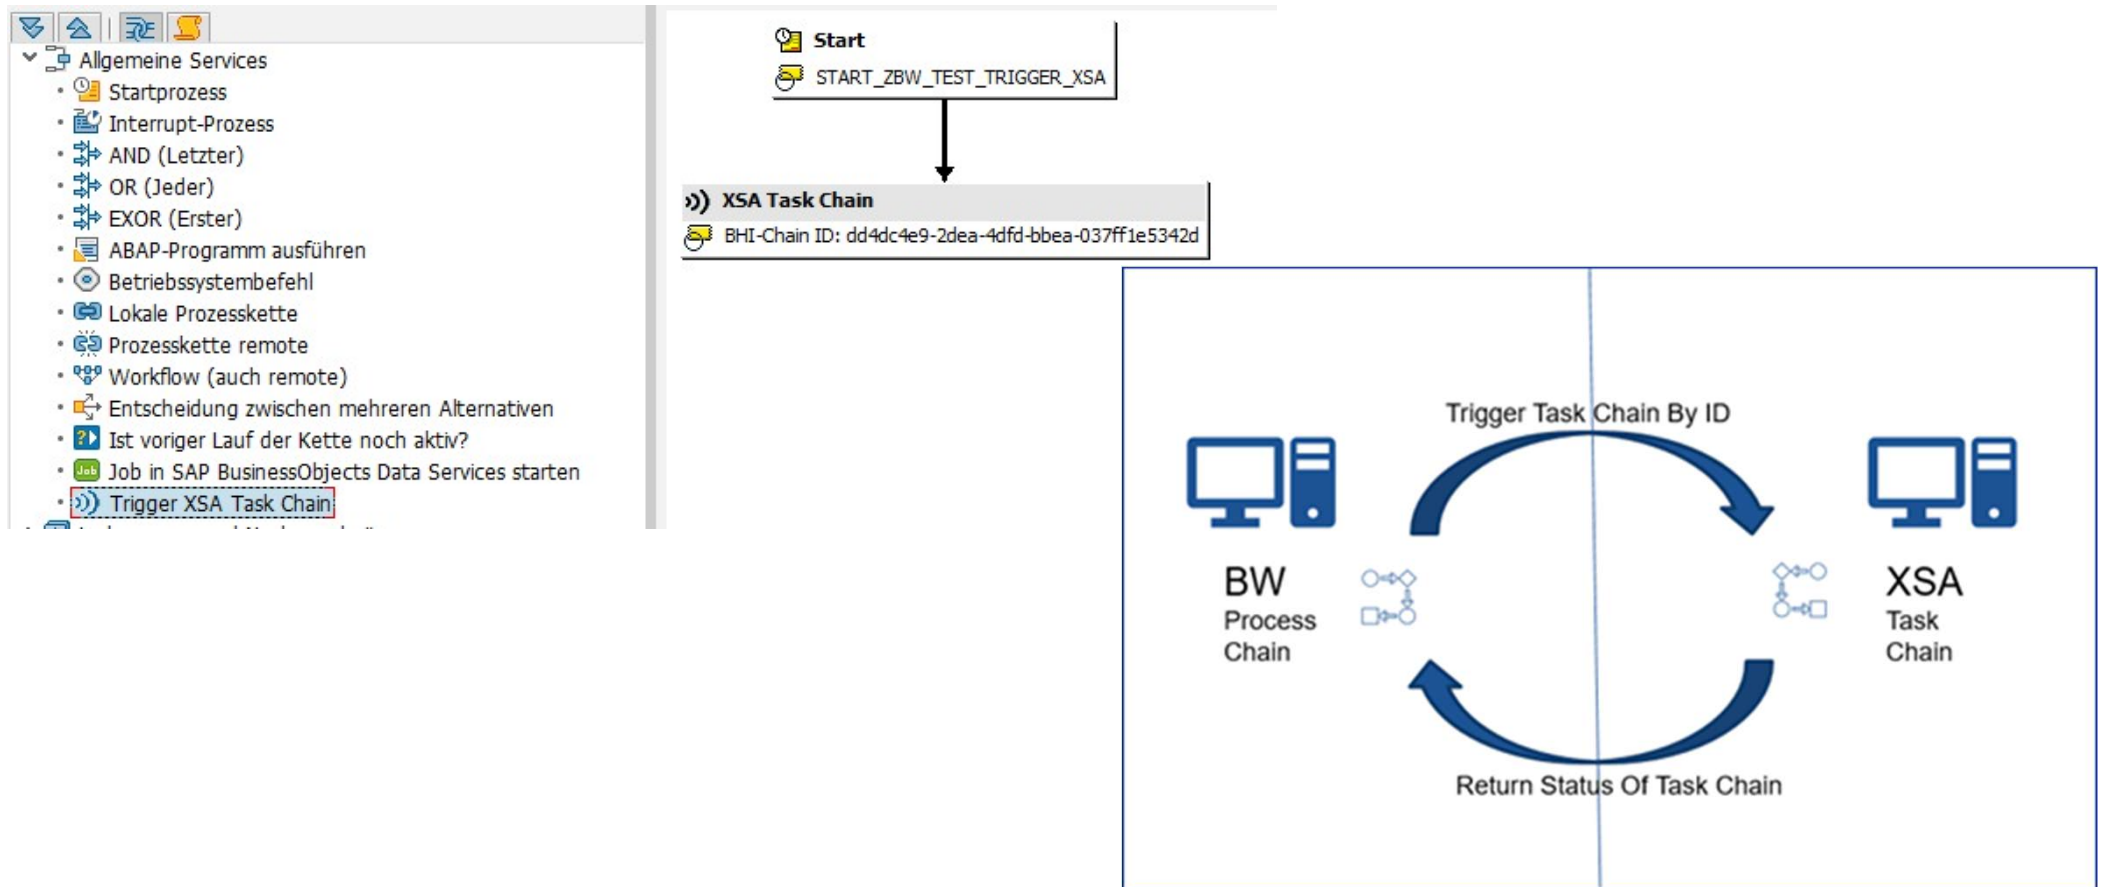 Allgemeine Services
Startprozess
Interrupt-Prozess
AND (Letzter)
OR (Jeder)
EXOR (Erster)
ABAP-Programm ausführen
Betriebssystembefehl
Lokale Prozesskette
Prozesskette remote
Workflow (auch remote)
Entscheidung zwischen mehreren Alternativen
Ist voriger Lauf der Kette noch aktiv?
Job in SAP BusinessObjects Data Services starten
Trigger XSA Task Chain
Start
START_ZBW_TEST_TRIGGER_XSA
XSA Task Chain
BHI-Chain ID: dd4dc4e9-2dea-4dfd-bbea-037ff1e5342d
Trigger Task Chain By ID
BW
Process
Chain
XSA
Task
Chain
Return Status Of Task Chain